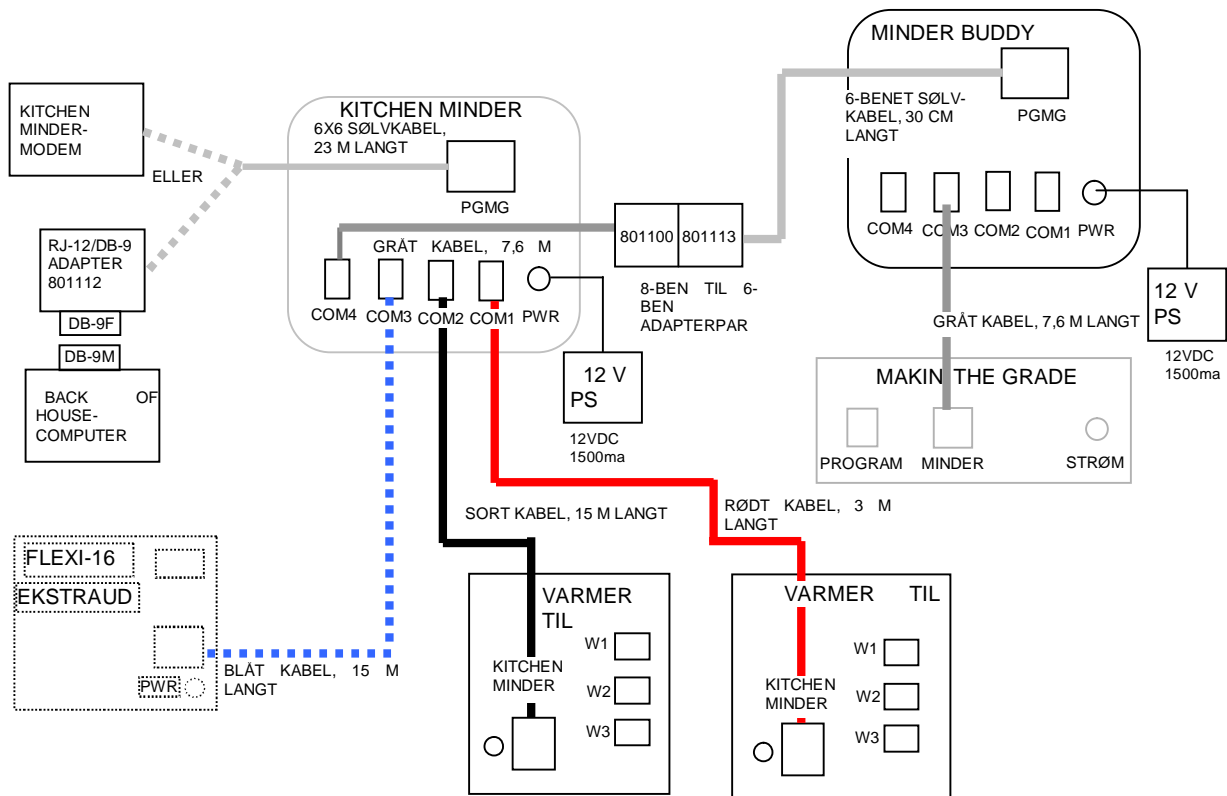 MINDER BUDDY
6-BENET SØLV-
KABEL, 30 CM
LANGT
PGMG
COM4 COM3 COM2 COM1 PWR
KITCHEN
MINDER-
MODEM
ELLER
KITCHEN MINDER
6X6 SØLVKABEL,
23 M LANGT
PGMG
GRÅT KABEL, 7,6 M
COM4 COM3 COM2 COM1 PWR
801100 801113
8-BEN TIL 6-
BEN
ADAPTERPAR
RJ-12/DB-9
ADAPTER
801112
DB-9F
DB-9M
BACK OF
HOUSE-
COMPUTER
12 V
PS
12VDC
1500ma
12 V
PS
12VDC
1500ma
GRÅT KABEL, 7,6 M LANGT
MAKIN THE GRADE
PROGRAM MINDER STRØM
SORT KABEL, 15 M LANGT
RØDT KABEL, 3 M
LANGT
FLEXI-16
EKSTRAUD
PWR
BLÅT KABEL, 15 M
LANGT
VARMER
TIL
W1
KITCHEN
MINDER
W2
W3
VARMER TIL
W1
KITCHEN
MINDER
W2
W3